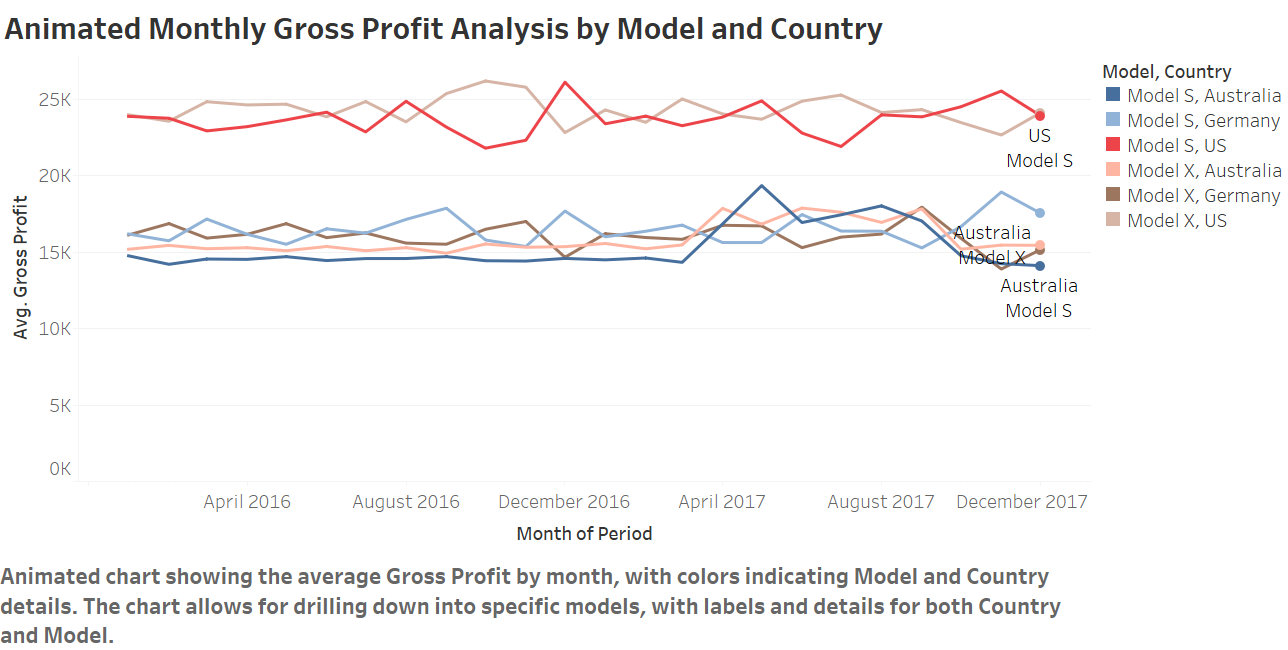 Animated Monthly Gross Profit Analysis by Model and Country
Model, Country
Model S, Australia
Model S, Germany
Model S, US
Model X, Australia
Model X, Germany
Model X, US
Avg. Gross Profit
25K
20K
15K
10K
5K
0K
US
Model S
Australia
Model X
Australia
Model S
April 2016
August 2016
December 2016
April 2017
August 2017
December 2017
Month of Period
Animated chart showing the average Gross Profit by month, with colors indicating Model and Country
details. The chart allows for drilling down into specific models, with labels and details for both Country
and Model.